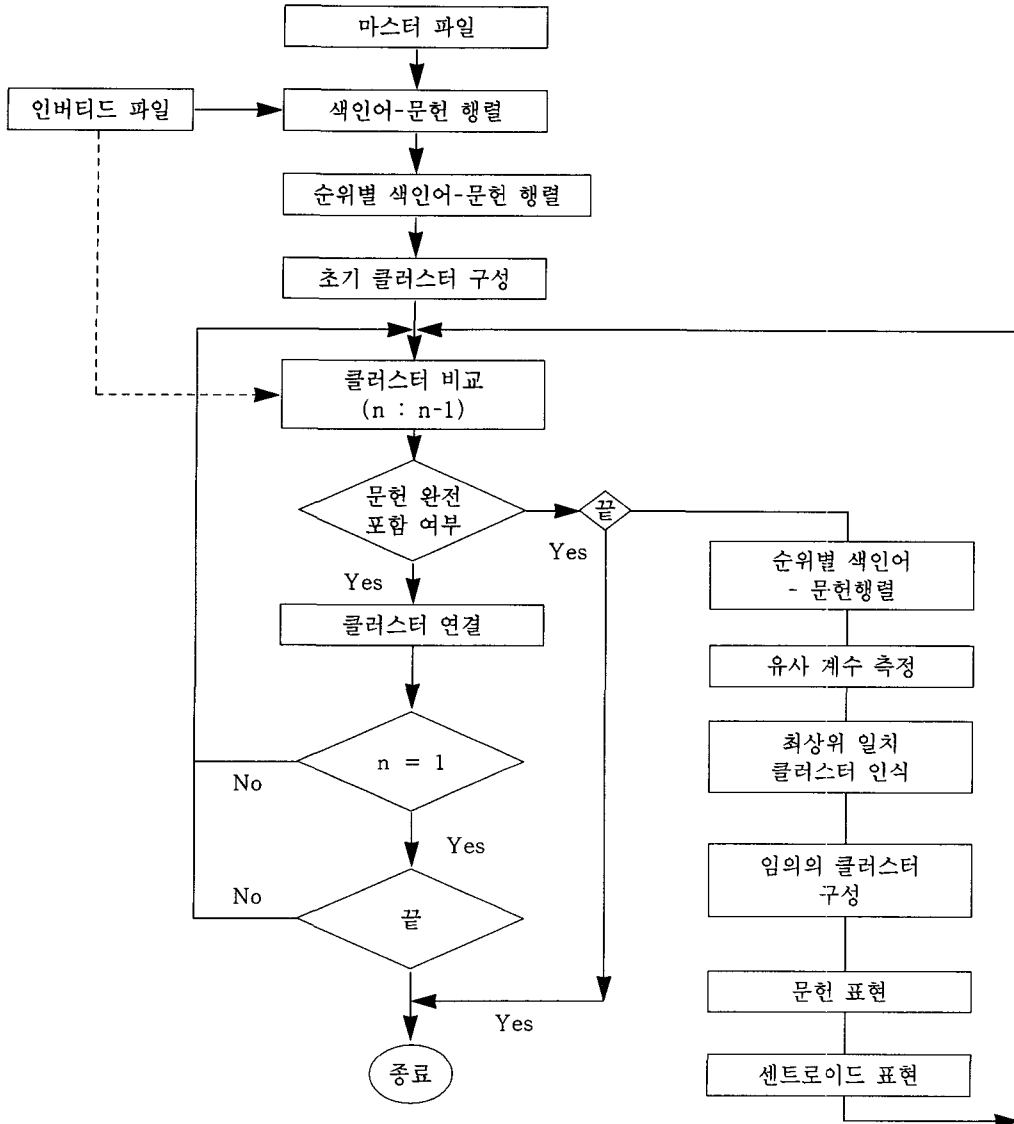 마스터 파일
인버티드 파일
색인어-문헌 행렬
순위별 색인어-문헌 행렬
초기 클러스터 구성
클러스터 비교
(n : n-1)
문헌 완전
포함 여부
끝
Yes
Yes
클러스터 연결
n = 1
No
Yes
끝
No
Yes
종료
순위별 색인어
- 문헌행렬
유사 계수 측정
최상위 일치
클러스터 인식
임의의 클러스터
구성
문헌 표현
센트로이드 표현